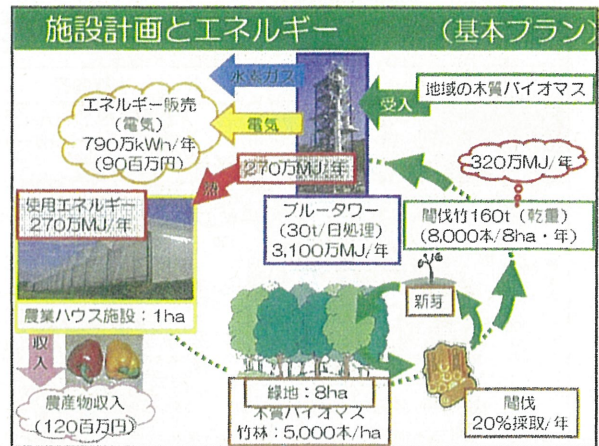 施設計画とエネルギー （基本プラン）
水素ガス
エネルギー販売
（電気）
790万kWh/年
（90百万円）
電気
受入
地域の木質バイオマス
熱
270万MJ/年
320万MJ/年
使用エネルギー
270万MJ/年
ブルータワー
（30t/日処理）
3,100万MJ/年
間伐竹160t（乾量）
（8,000本/8ha・年）
農業ハウス施設：1ha
新芽
収入
農産物収入
（120百万円）
緑地：8ha
木質バイオマス
竹林：5,000本/ha
間伐
20%採取/年